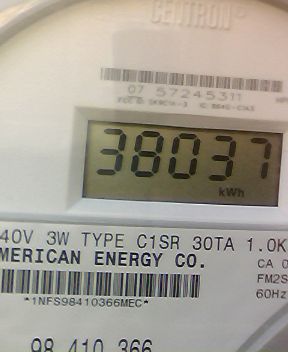 CENTRON®
07 57245311
38037
kWh
40V 3W TYPE C1SR 30TA 1.0K
MERICAN ENERGY CO.
CA 0
FM2S
60Hz
*1NFS98410366MEC*
98 410 366